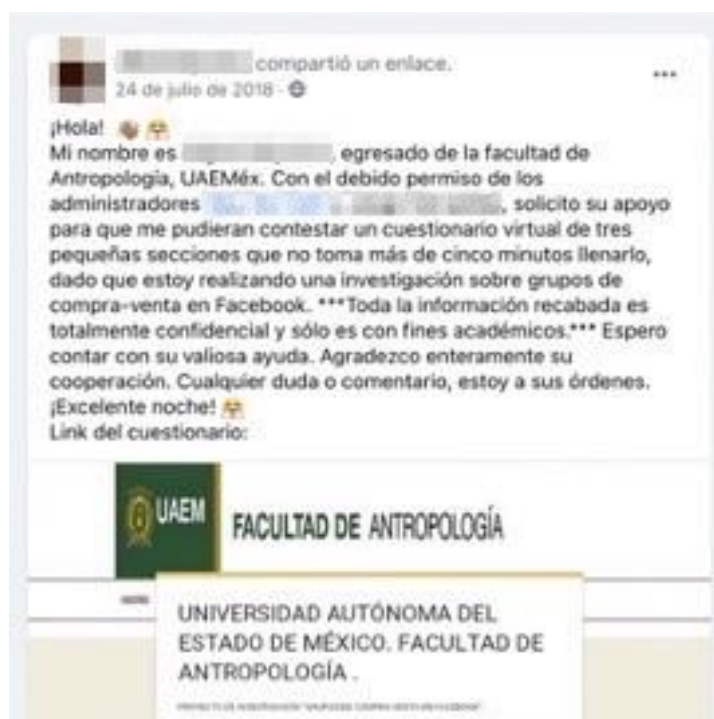 compartió un enlace.
24 de julio de 2018
¡Hola!
Mi nombre es , egresado de la facultad de
Antropología, UAEMéx. Con el debido permiso de los
administradores , solicito su apoyo
para que me pudieran contestar un cuestionario virtual de tres
pequeñas secciones que no toma más de cinco minutos llenarlo,
dado que estoy realizando una investigación sobre grupos de
compra-venta en Facebook. ***Toda la información recabada es
totalmente confidencial y sólo es con fines académicos.*** Espero
contar con su valiosa ayuda. Agradezco enteramente su
cooperación. Cualquier duda o comentario, estoy a sus órdenes.
¡Excelente noche!
Link del cuestionario:
UAEM
FACULTAD DE ANTROPOLOGÍA
UNIVERSIDAD AUTÓNOMA DEL
ESTADO DE MÉXICO. FACULTAD DE
ANTROPOLOGÍA .